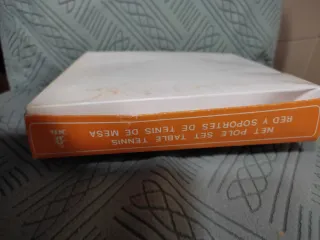 NET POLE SET TABLE TENNIS
RED Y SOPORTES DE TENIS DE MESA